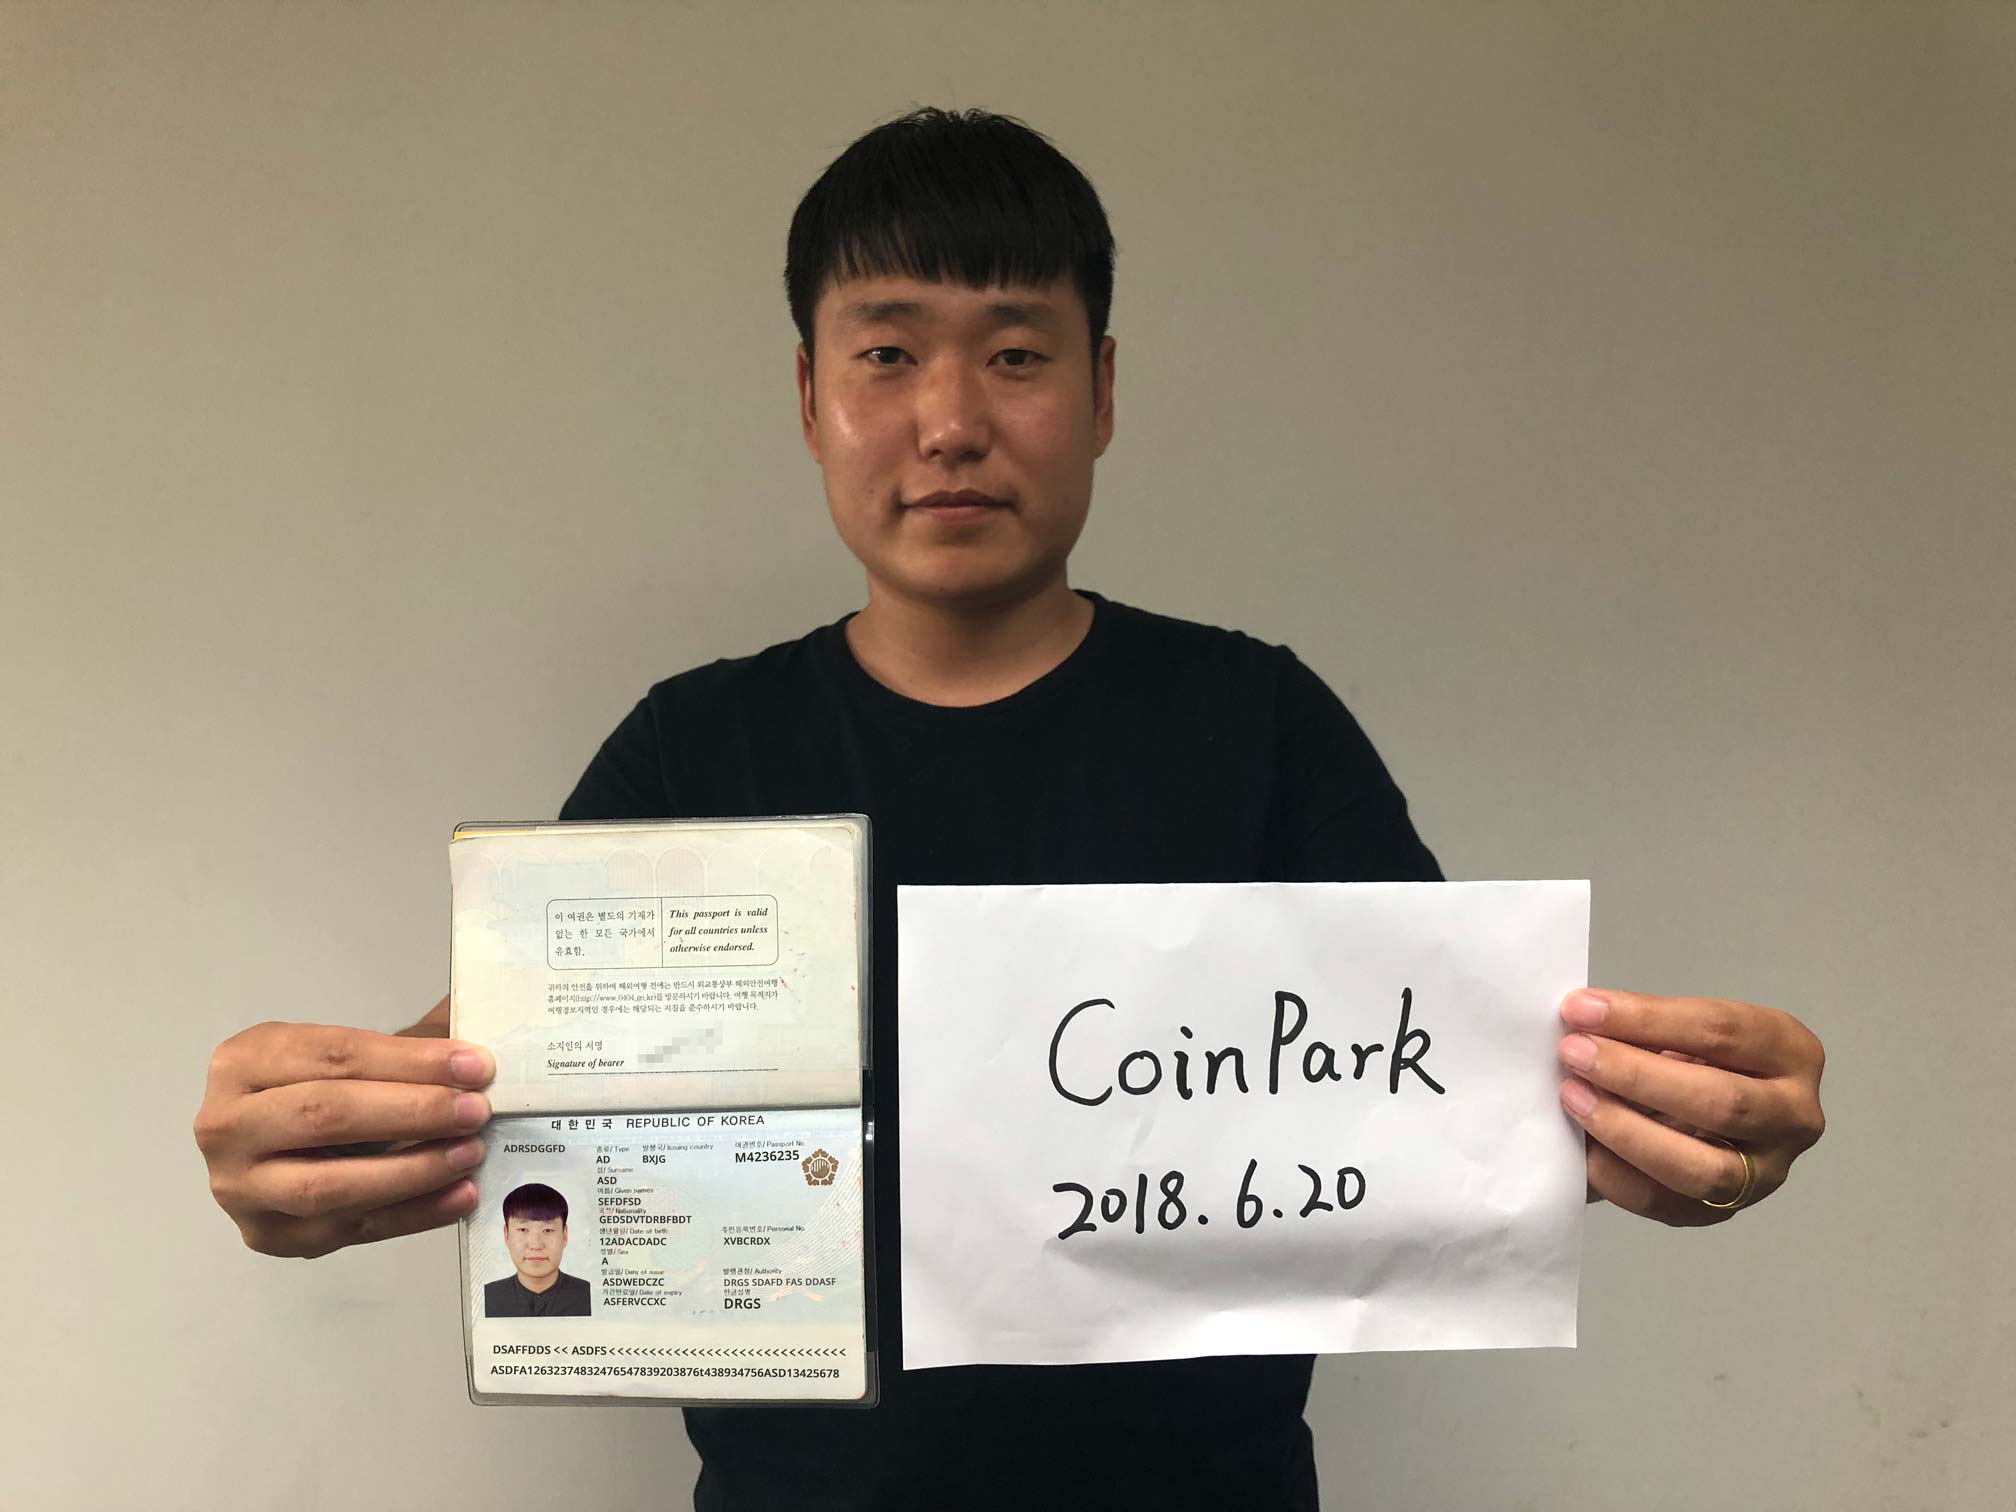 이 여권은 별도의 기재가
없는 한 모든 국가에서
유효함.
This passport is valid
for all countries unless
otherwise endorsed.
귀하의 안전을 위하여 해외여행 전에는 반드시 외교통상부 해외안전여행
홈페이지(http://www.0404.go.kr)를 방문하시기 바랍니다. 여행 목적지가
여행경보지역인 경우에는 해당되는 지침을 준수하시기 바랍니다.
소지인의 서명
Signature of bearer
대한민국 REPUBLIC OF KOREA
ADRSDGGFD
종류/ Type 발행국/ Issuing country 여권번호/ Passport No.
AD BXJG M4236235
성/ Surname
ASD
이름/ Given names
SEFDFSD
국적/ Nationality
GEDSDVTDRBFBDT
생년월일/ Date of birth 주민등록번호/ Personal No.
12ADACDADC XVBCRDX
성별/ Sex
A
발급일/ Date of issue 발행관청/ Authority
ASDWEDCZC DRGS SDAFD FAS DDASF
기간만료일/ Date of expiry 한글성명
ASFERVCCXC DRGS
DSAFFDDS << ASDFS<<<<<<<<<<<<<<<<<<<<<<<<<<<<<
ASDFA12632374832476547839203876t438934756ASD13425678
CoinPark
2018.6.20